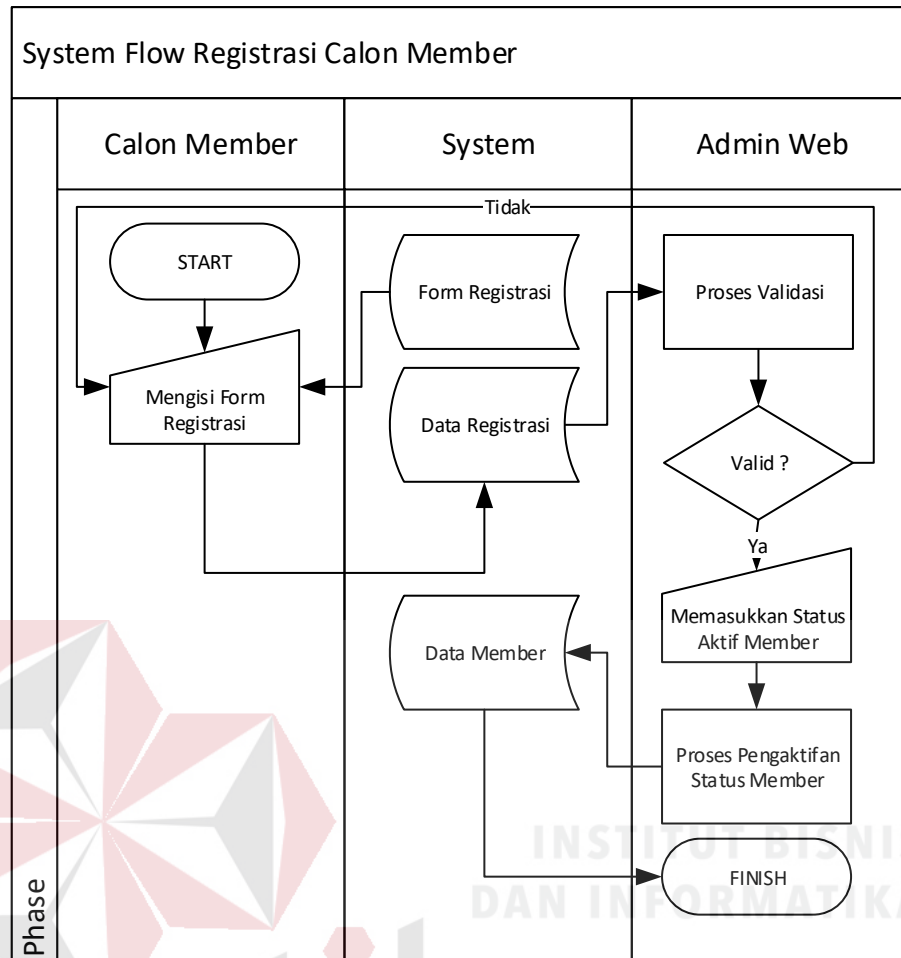 System Flow Registrasi Calon Member
Calon Member
System
Admin Web
Tidak
START
Form Registrasi
Proses Validasi
Mengisi Form
Registrasi
Data Registrasi
Valid ?
Ya
Memasukkan Status
Aktif Member
Data Member
Proses Pengaktifan
Status Member
FINISH
Phase
INSTITUT BISNIS
DAN INFORMATIKA